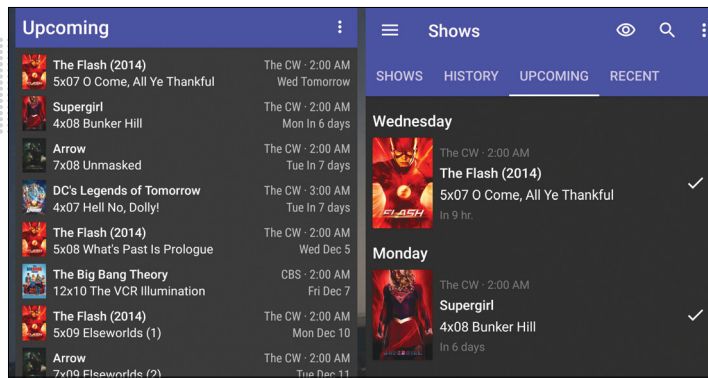 Upcoming
The Flash (2014)
The CW · 2:00 AM
5x07 O Come, All Ye Thankful
Wed Tomorrow
Supergirl
The CW · 2:00 AM
4x08 Bunker Hill
Mon In 6 days
Arrow
The CW · 2:00 AM
7x08 Unmasked
Tue In 7 days
DC's Legends of Tomorrow
The CW · 3:00 AM
4x07 Hell No, Dolly!
Tue In 7 days
The Flash (2014)
The CW · 2:00 AM
5x08 What's Past Is Prologue
Wed Dec 5
The Big Bang Theory
CBS · 2:00 AM
12x10 The VCR Illumination
Fri Dec 7
The Flash (2014)
The CW · 2:00 AM
5x09 Elseworlds (1)
Mon Dec 10
Arrow
The CW · 2:00 AM
7x09 Elseworlds (2)
Tue Dec 11
Shows
SHOWS HISTORY UPCOMING RECENT
Wednesday
The CW · 2:00 AM
The Flash (2014)
5x07 O Come, All Ye Thankful
In 9 hr.
FLASH
Monday
The CW · 2:00 AM
Supergirl
4x08 Bunker Hill
In 6 days
SUPERGIRL